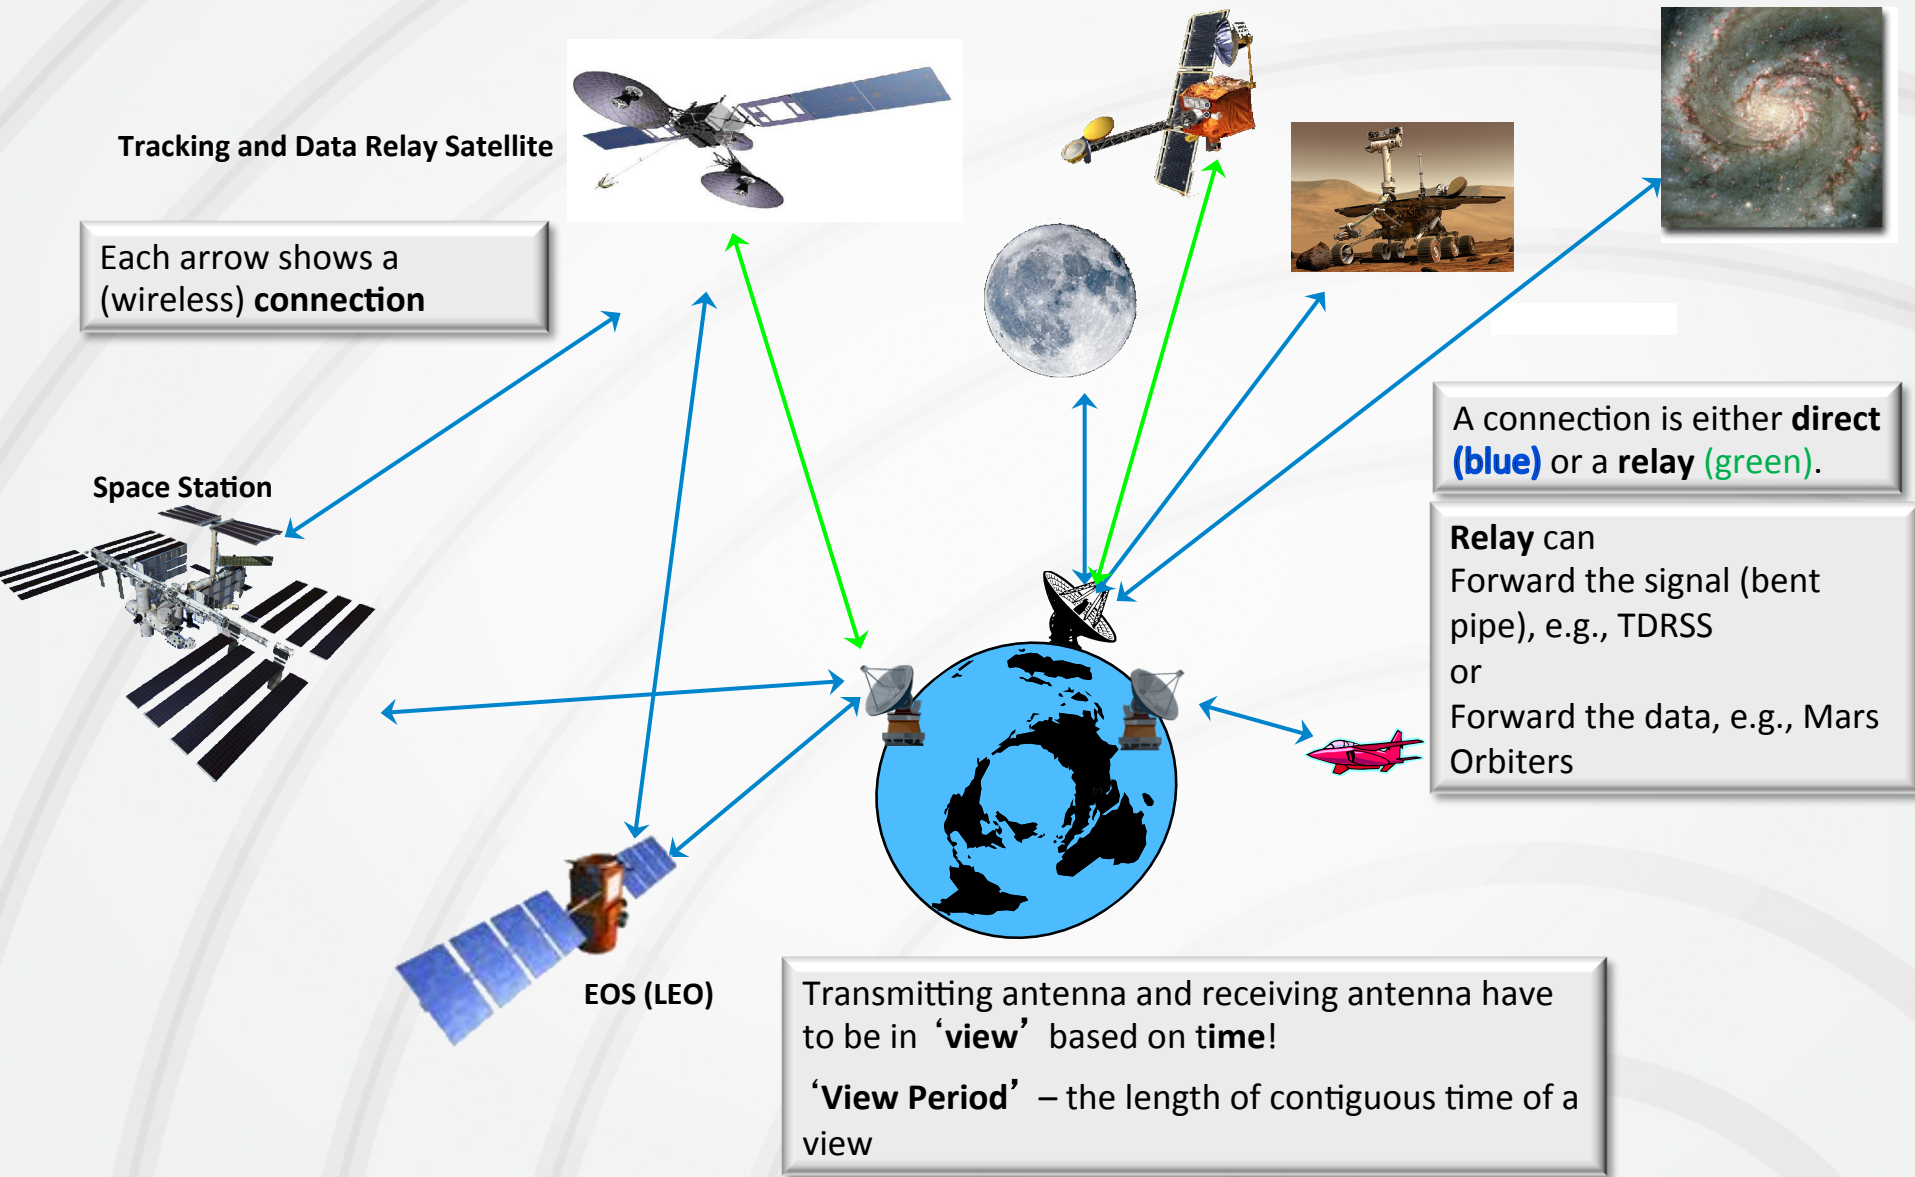 Tracking and Data Relay Satellite
Each arrow shows a
(wireless) connection
A connection is either direct
(blue) or a relay (green).
Space Station
Relay can
Forward the signal (bent
pipe), e.g., TDRSS
or
Forward the data, e.g., Mars
Orbiters
EOS (LEO)
Transmitting antenna and receiving antenna have
to be in ‘view’ based on time!
‘View Period’ – the length of contiguous time of a
view